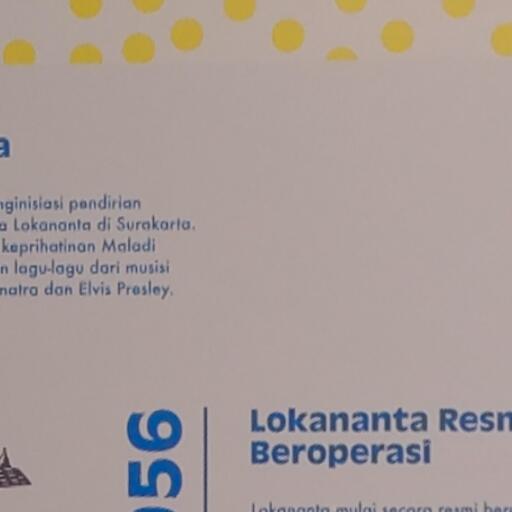 a
nginisiasi pendirian
a Lokananta di Surakarta.
keprihatinan Maladi
n lagu-lagu dari musisi
natra dan Elvis Presley.
956
Lokananta Resm
Beroperasi
Lokananta mulai secara resmi ber